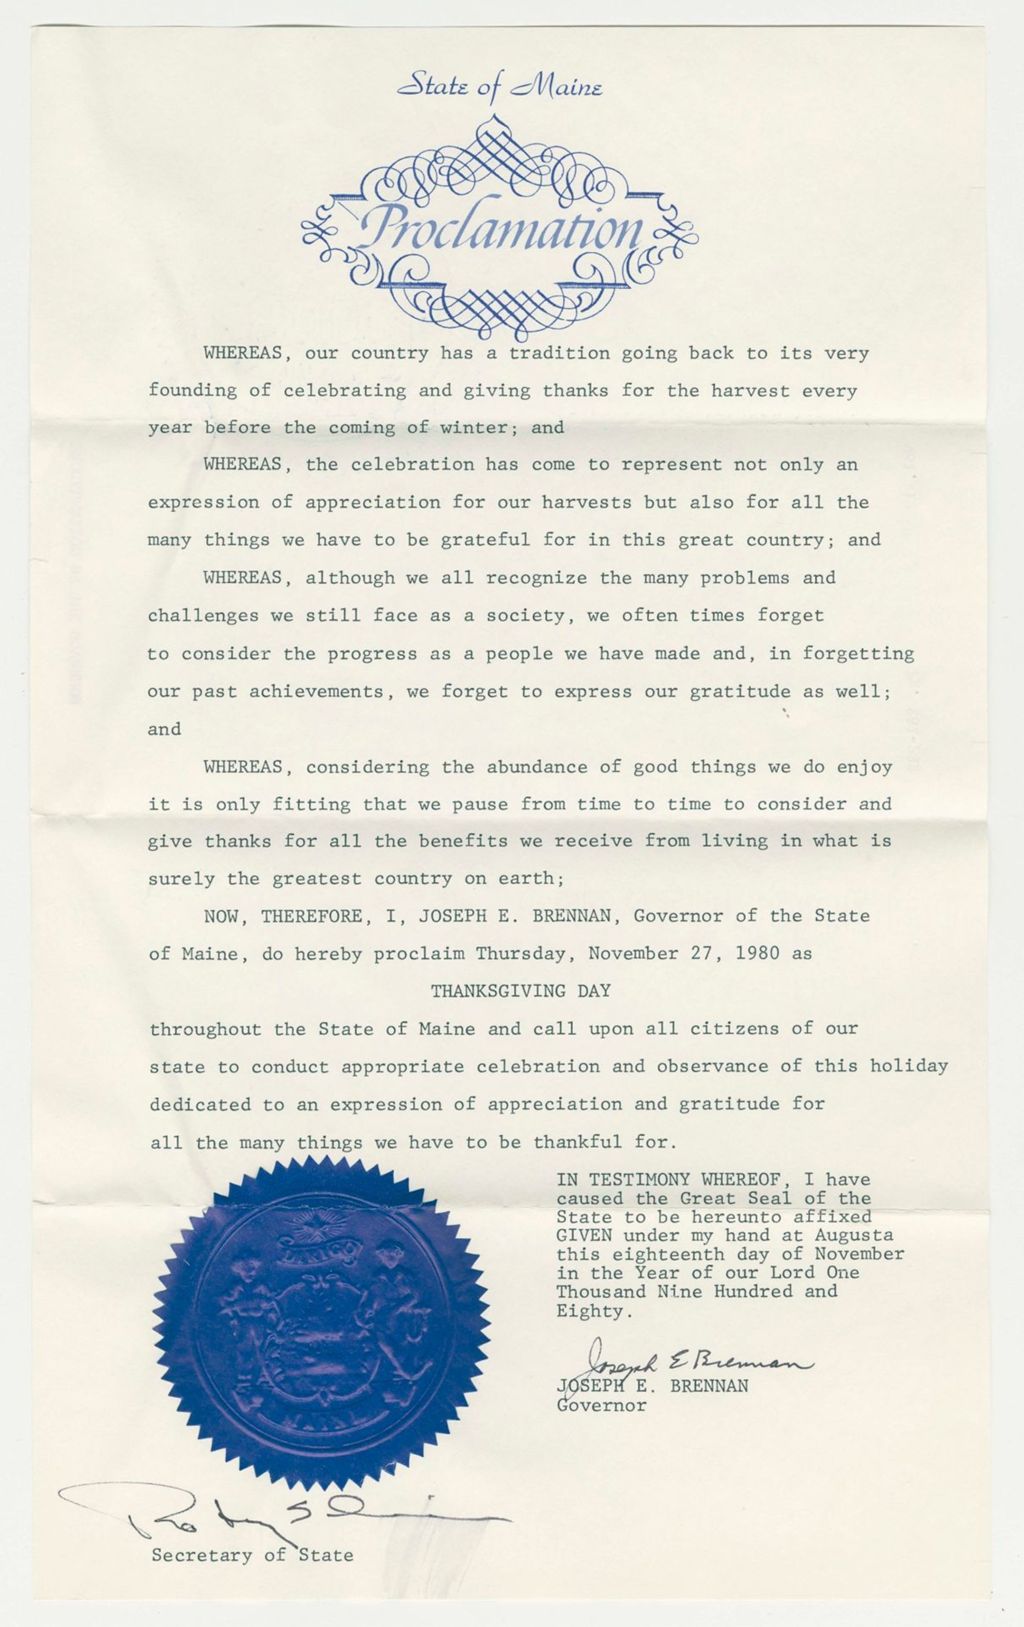 State of Maine
Proclamation
WHEREAS, our country has a tradition going back to its very
founding of celebrating and giving thanks for the harvest every
year before the coming of winter; and
WHEREAS, the celebration has come to represent not only an
expression of appreciation for our harvests but also for all the
many things we have to be grateful for in this great country; and
WHEREAS, although we all recognize the many problems and
challenges we still face as a society, we often times forget
to consider the progress as a people we have made and, in forgetting
our past achievements, we forget to express our gratitude as well;
and
WHEREAS, considering the abundance of good things we do enjoy
it is only fitting that we pause from time to time to consider and
give thanks for all the benefits we receive from living in what is
surely the greatest country on earth;
NOW, THEREFORE, I, JOSEPH E. BRENNAN, Governor of the State
of Maine, do hereby proclaim Thursday, November 27, 1980 as
THANKSGIVING DAY
throughout the State of Maine and call upon all citizens of our
state to conduct appropriate celebration and observance of this holiday
dedicated to an expression of appreciation and gratitude for
all the many things we have to be thankful for.
IN TESTIMONY WHEREOF, I have
caused the Great Seal of the
State to be hereunto affixed
GIVEN under my hand at Augusta
this eighteenth day of November
in the Year of our Lord One
Thousand Nine Hundred and
Eighty.
Joseph E Brennan
JOSEPH E. BRENNAN
Governor
DIRIGO
MAINE
Secretary of State